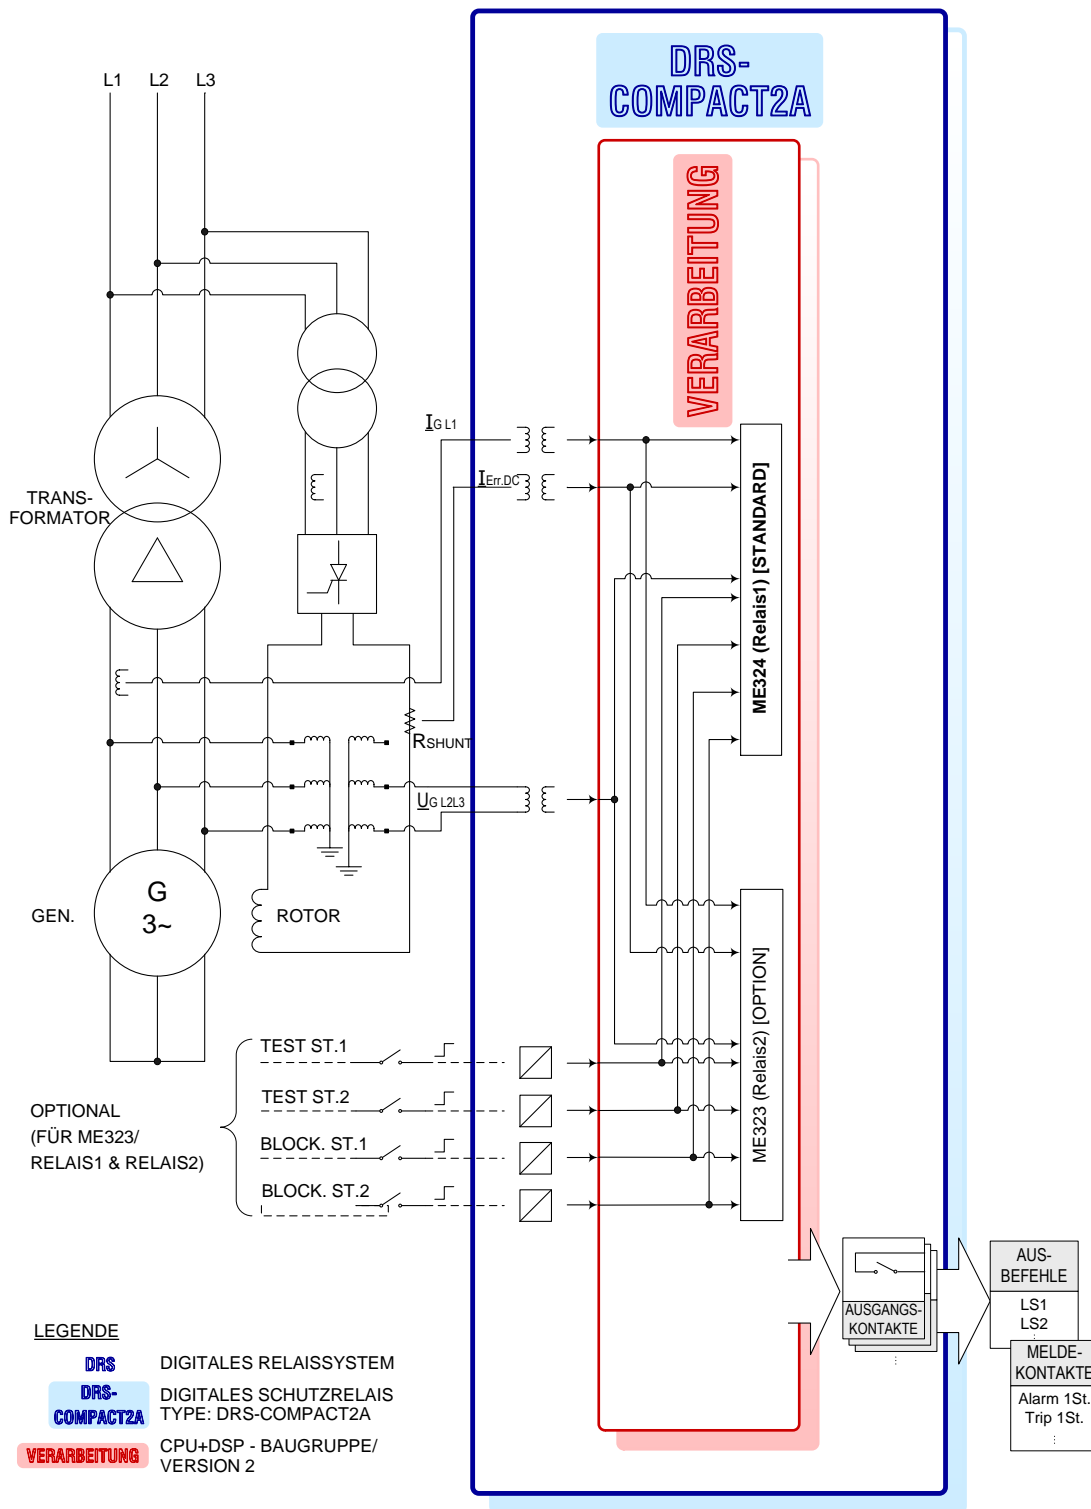 DRS-
COMPACT2A
VERARBEITUNG
L1 L2 L3
TRANS-
FORMATOR
IG L1
IErr.DC
RSHUNT
UG L2L3
ME324 (Relais1) [STANDARD]
ME323 (Relais2) [OPTION]
GEN.
G
3~
ROTOR
TEST ST.1
TEST ST.2
BLOCK. ST.1
BLOCK. ST.2
OPTIONAL
(FÜR ME323/
RELAIS1 & RELAIS2)
AUSGANGS-
KONTAKTE
⋮
AUS-
BEFEHLE
LS1
LS2
⋮
MELDE-
KONTAKTE
Alarm 1St.
Trip 1St.
⋮
LEGENDE
DRS DIGITALES RELAISSYSTEM
DRS-
COMPACT2A
DIGITALES SCHUTZRELAIS
TYPE: DRS-COMPACT2A
VERARBEITUNG
CPU+DSP - BAUGRUPPE/
VERSION 2